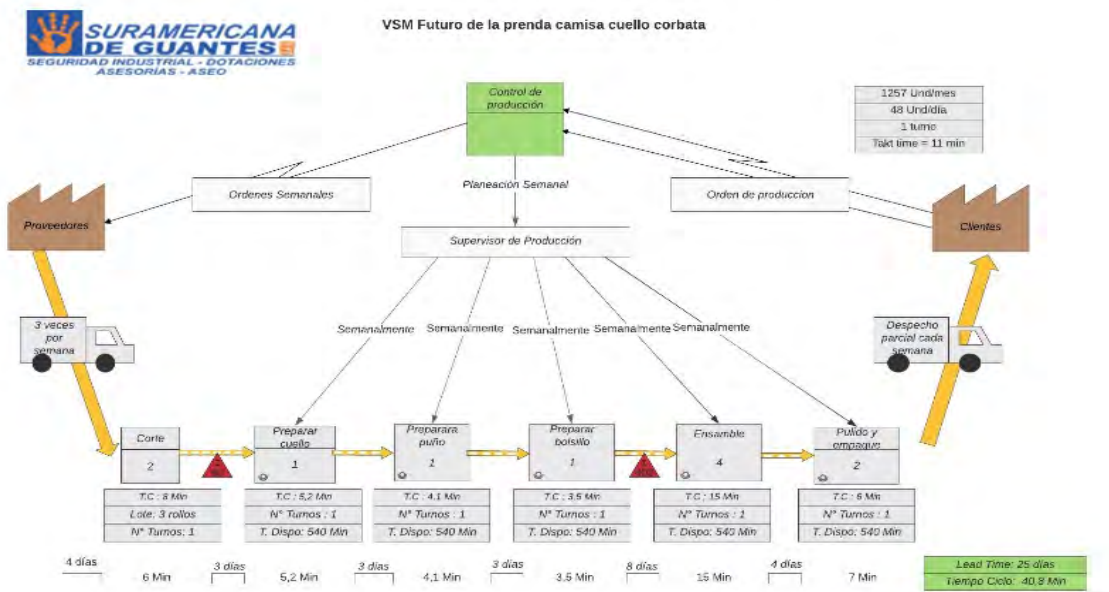 SURAMERICANA
DE GUANTES
SEGURIDAD INDUSTRIAL - DOTACIONES
ASESORÍAS - ASEO
VSM Futuro de la prenda camisa cuello corbata
Control de
producción
1257 Und/mes
48 Und/día
1 turno
Takt time = 11 min
Ordenes Semanales
Planeación Semanal
Orden de produccion
Proveedores
Clientes
Supervisor de Producción
3 veces
por
semana
Semanalmente
Semanalmente
Semanalmente
Semanalmente
Semanalmente
Despecho
parcial cada
semana
Corte
2
Preparar
cuello
1
Preparara
puño
1
Preparar
bolsillo
1
Ensamble
4
Pulido y
empaque
2
T.C : 8 Min
Lote: 3 rollos
N° Turnos: 1
T.C : 5,2 Min
N° Turnos : 1
T. Dispo: 540 Min
T.C : 4,1 Min
N° Turnos : 1
T. Dispo: 540 Min
T.C : 3,5 Min
N° Turnos : 1
T. Dispo: 540 Min
T.C : 15 Min
N° Turnos : 1
T. Dispo: 540 Min
T.C : 6 Min
N° Turnos : 1
T. Dispo: 540 Min
4 días
6 Min
3 días
5,2 Min
3 días
4,1 Min
3 días
3,5 Min
8 días
15 Min
4 días
7 Min
Lead Time: 25 días
Tiempo Ciclo: 40,8 Min